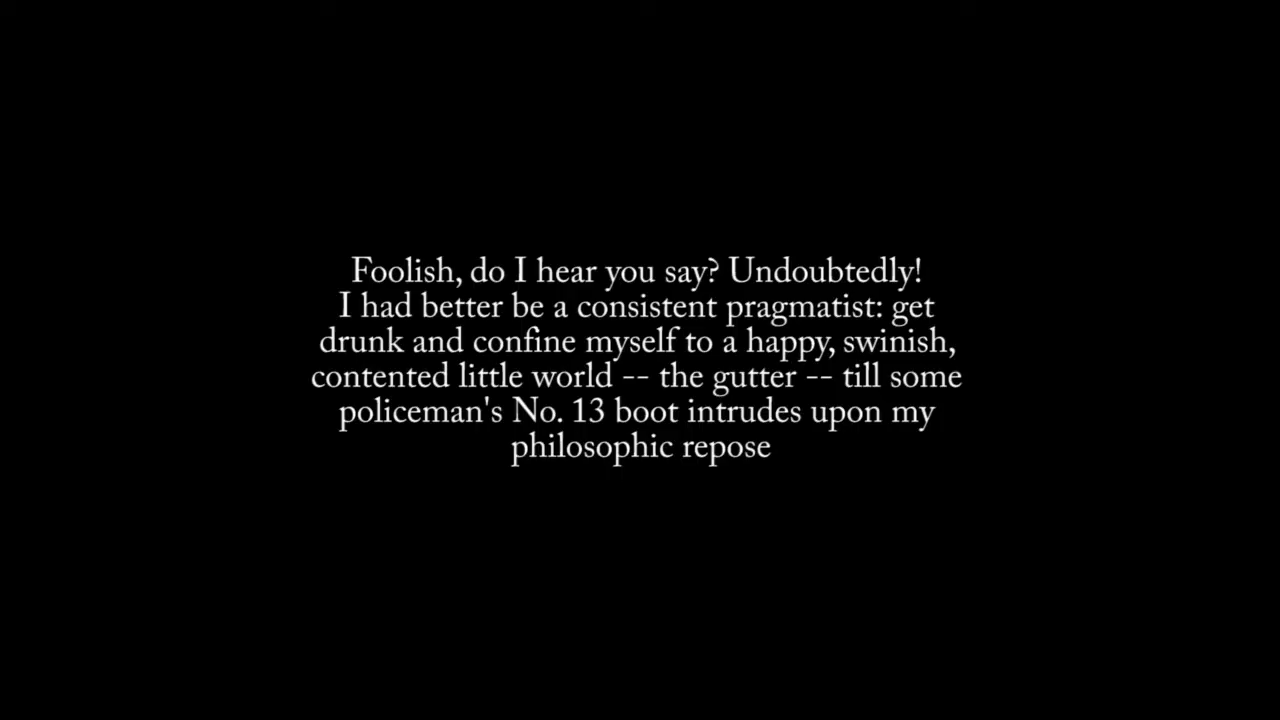 Foolish, do I hear you say? Undoubtedly!
I had better be a consistent pragmatist: get
drunk and confine myself to a happy, swinish,
contented little world -- the gutter -- till some
policeman's No. 13 boot intrudes upon my
philosophic repose